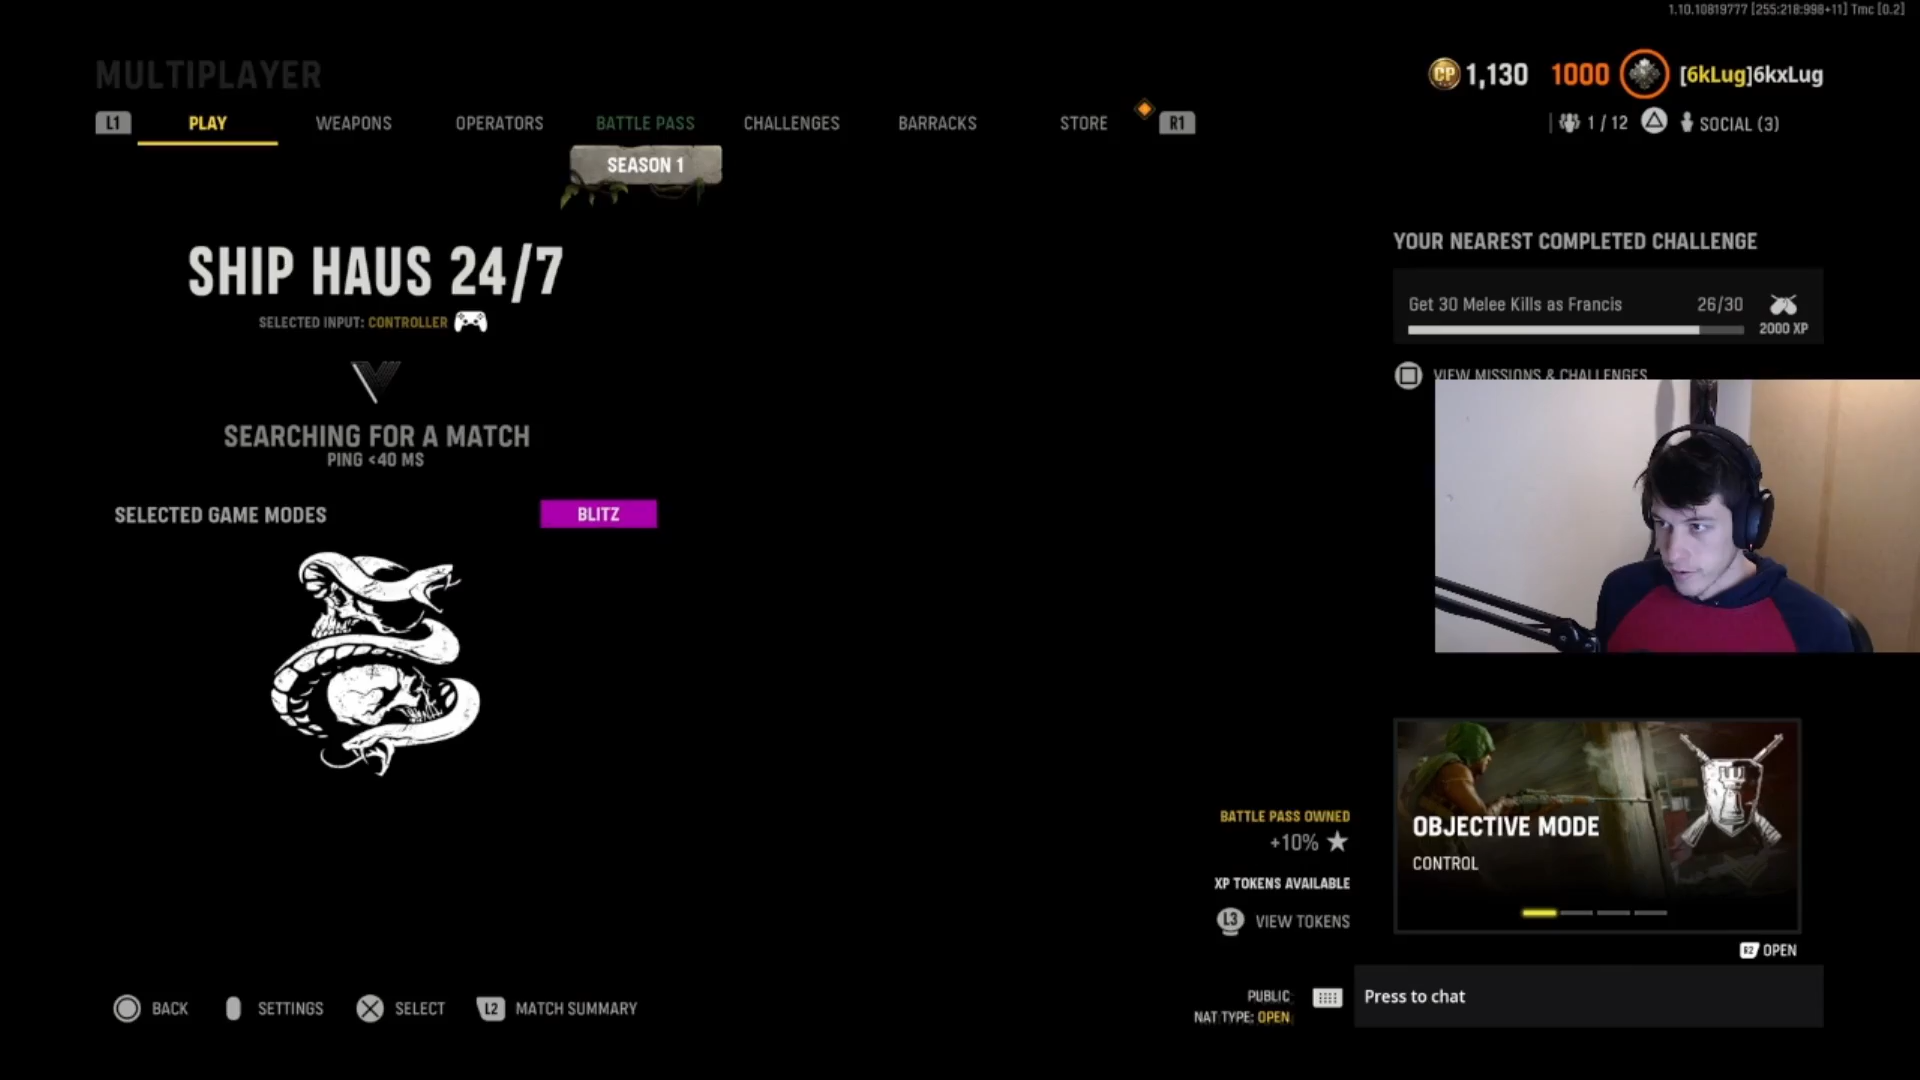 1.10.10819777 [255:218:998+11] Tmc [0.2]
MULTIPLAYER
CP 1,130 1000 [6kLug]6kxLug
L1 PLAY WEAPONS OPERATORS BATTLE PASS CHALLENGES BARRACKS STORE R1
1 / 12 SOCIAL (3)
SEASON 1
SHIP HAUS 24/7
SELECTED INPUT: CONTROLLER
SEARCHING FOR A MATCH
PING <40 MS
SELECTED GAME MODES BLITZ
YOUR NEAREST COMPLETED CHALLENGE
Get 30 Melee Kills as Francis 26/30
2000 XP
VIEW MISSIONS & CHALLENGES
BATTLE PASS OWNED
+10%
XP TOKENS AVAILABLE
L3 VIEW TOKENS
OBJECTIVE MODE
CONTROL
R2 OPEN
BACK SETTINGS SELECT L2 MATCH SUMMARY
PUBLIC
NAT TYPE: OPEN
Press to chat